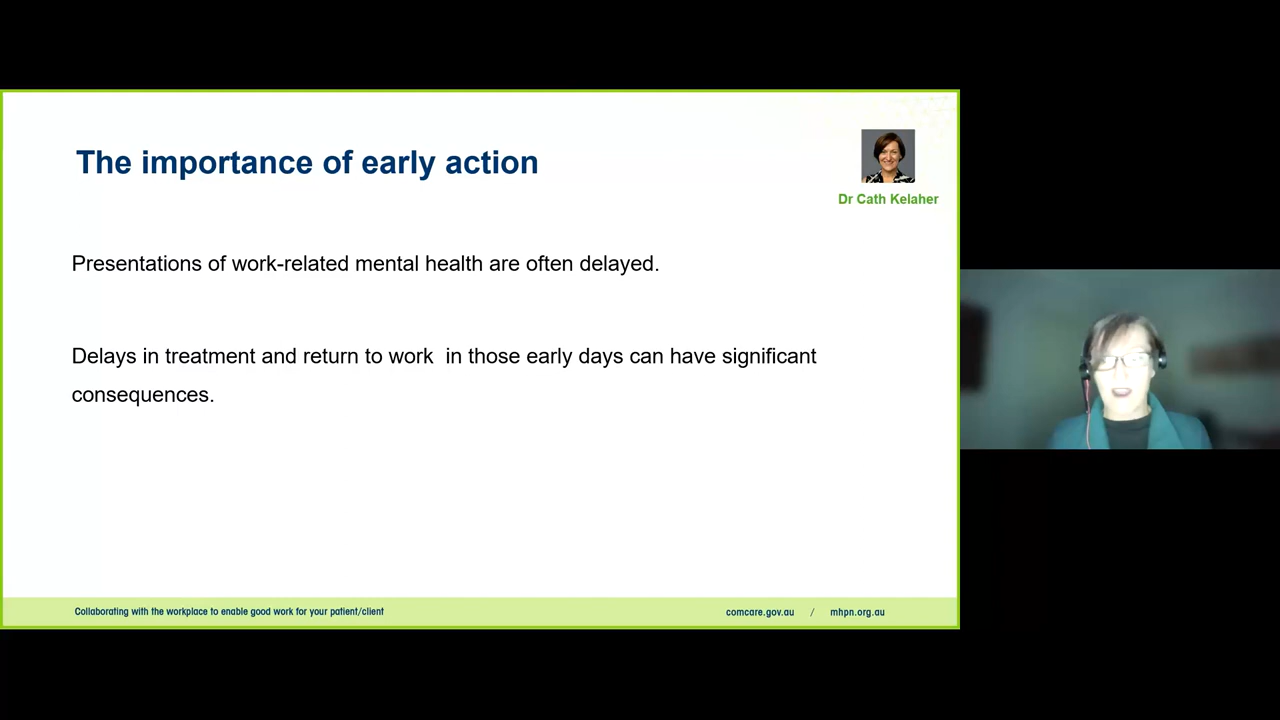 The importance of early action
Dr Cath Kelaher
Presentations of work-related mental health are often delayed.
Delays in treatment and return to work  in those early days can have significant
consequences.
Collaborating with the workplace to enable good work for your patient/client
comcare.gov.au / mhpn.org.au